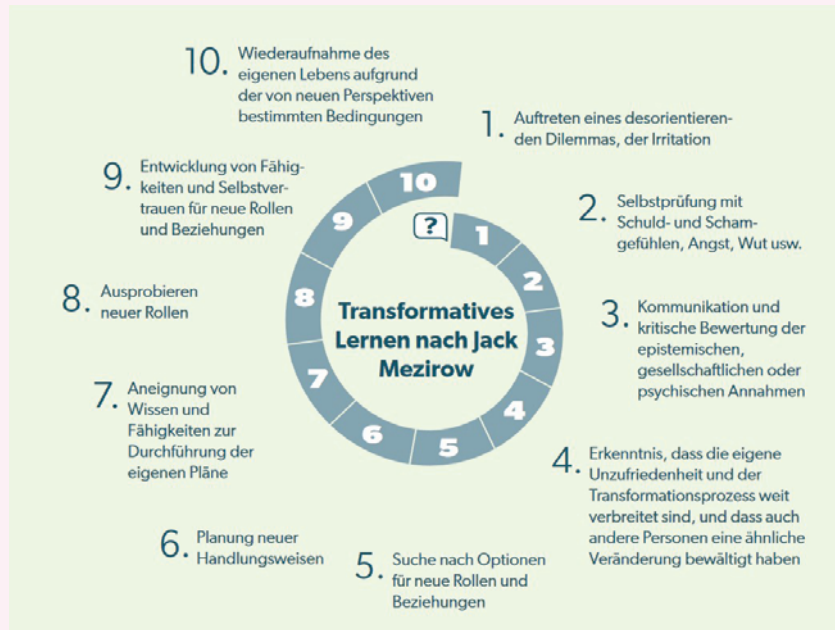 10. Wiederaufnahme des
eigenen Lebens aufgrund
der von neuen Perspektiven
bestimmten Bedingungen
1. Auftreten eines desorientieren-
den Dilemmas, der Irritation
2. Selbstprüfung mit
Schuld- und Scham-
gefühlen, Angst, Wut usw.
3. Kommunikation und
kritische Bewertung der
epistemischen,
gesellschaftlichen oder
psychischen Annahmen
4. Erkenntnis, dass die eigene
Unzufriedenheit und der
Transformationsprozess weit
verbreitet sind, und dass auch
andere Personen eine ähnliche
Veränderung bewältigt haben
5. Suche nach Optionen
für neue Rollen und
Beziehungen
6. Planung neuer
Handlungsweisen
7. Aneignung von
Wissen und
Fähigkeiten zur
Durchführung der
eigenen Pläne
8. Ausprobieren
neuer Rollen
9. Entwicklung von Fähig-
keiten und Selbstver-
trauen für neue Rollen
und Beziehungen
?
1
2
3
4
5
6
7
8
9
10
Transformatives
Lernen nach Jack
Mezirow